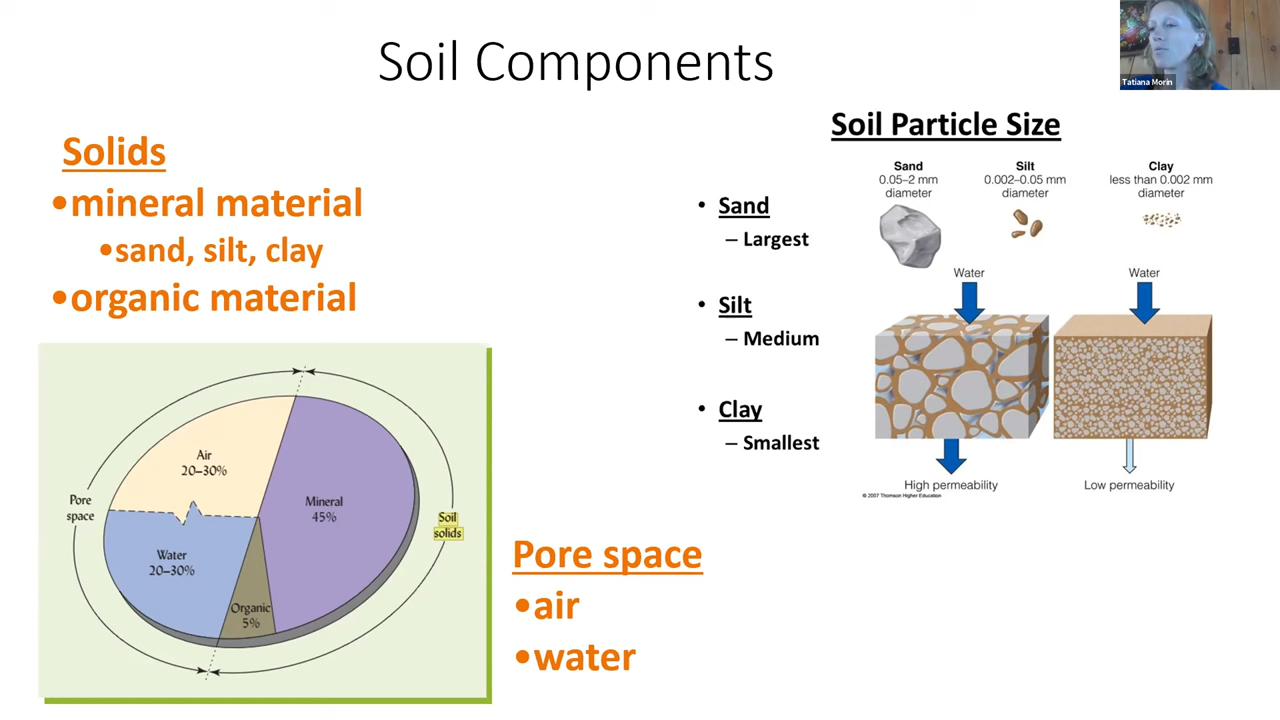 Soil Components
Tatiana Morin
Solids
•mineral material
•sand, silt, clay
•organic material
Air
20–30%
Mineral
45%
Water
20–30%
Organic
5%
Pore
space
Soil
solids
Pore space
•air
•water
Soil Particle Size
• Sand
– Largest
• Silt
– Medium
• Clay
– Smallest
Sand
0.05–2 mm
diameter
Silt
0.002–0.05 mm
diameter
Clay
less than 0.002 mm
diameter
Water
Water
High permeability
Low permeability
© 2007 Thomson Higher Education